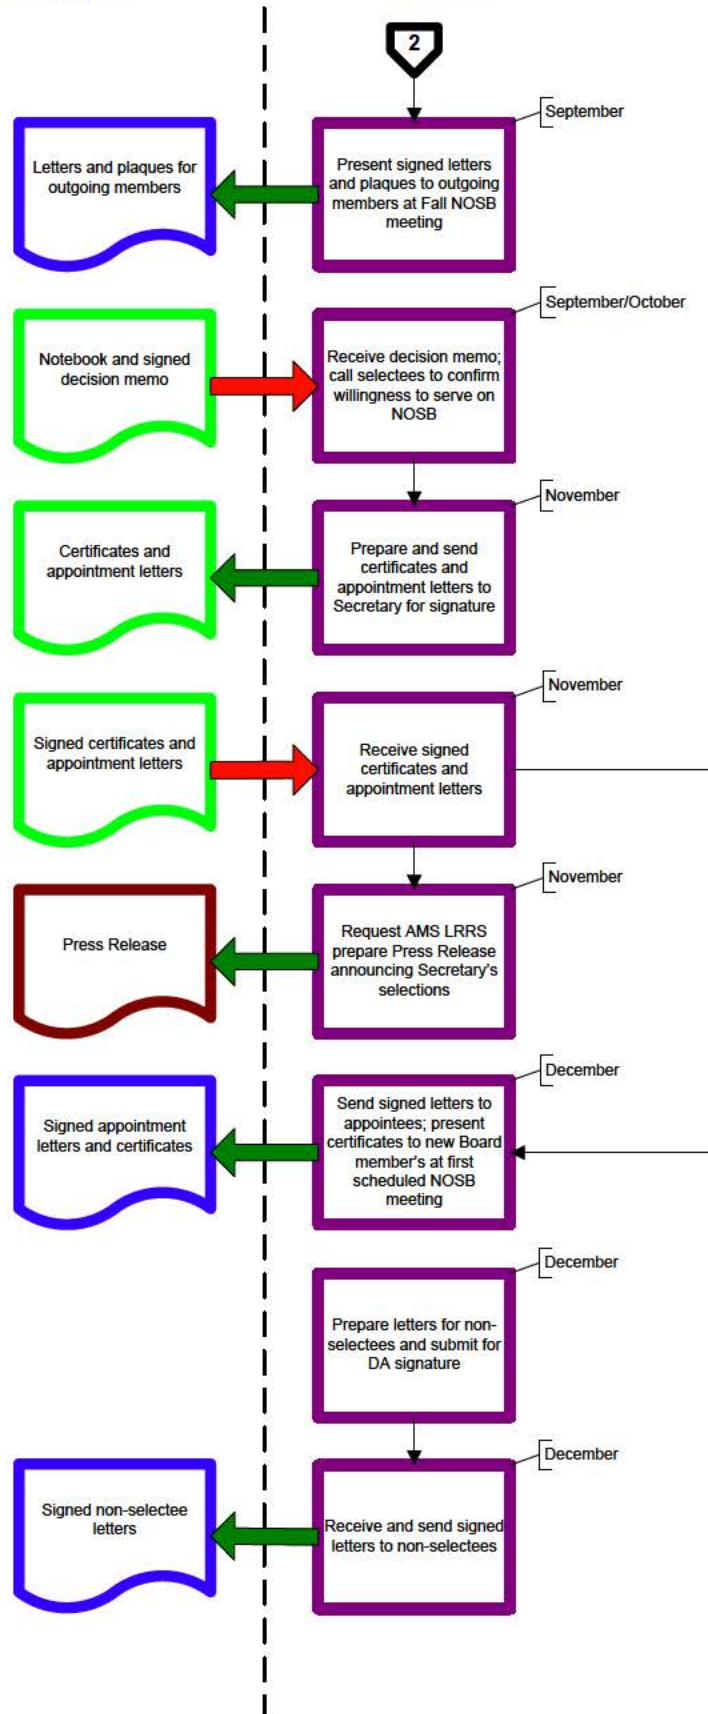 2
September
Letters and plaques for
outgoing members
Present signed letters
and plaques to outgoing
members at Fall NOSB
meeting
September/October
Notebook and signed
decision memo
Receive decision memo;
call selectees to confirm
willingness to serve on
NOSB
November
Certificates and
appointment letters
Prepare and send
certificates and
appointment letters to
Secretary for signature
November
Signed certificates and
appointment letters
Receive signed
certificates and
appointment letters
November
Press Release
Request AMS LRRS
prepare Press Release
announcing Secretary's
selections
December
Signed appointment
letters and certificates
Send signed letters to
appointees; present
certificates to new Board
member's at first
scheduled NOSB
meeting
December
Prepare letters for non-
selectees and submit for
DA signature
December
Signed non-selectee
letters
Receive and send signed
letters to non-selectees